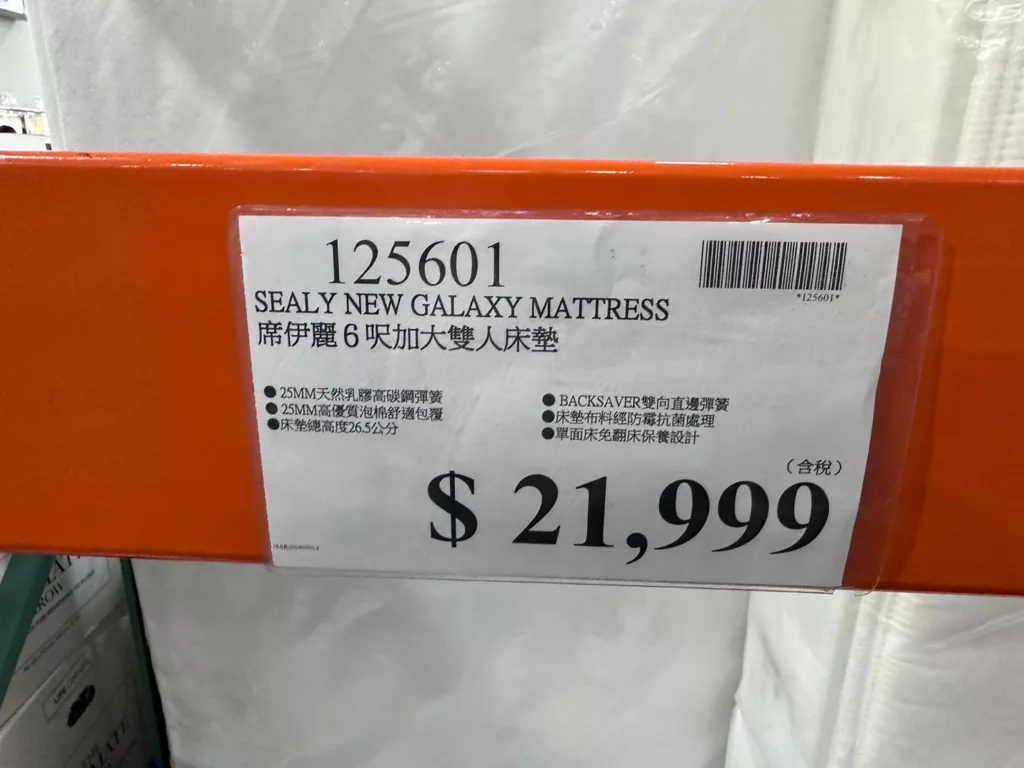 125601
*125601*
SEALY NEW GALAXY MATTRESS
席伊麗6呎加大雙人床墊
●25MM天然乳膠高碳鋼彈簧
●25MM高優質泡棉舒適包覆
●床墊總高度26.5公分
●BACKSAVER雙向直邊彈簧
●床墊布料經防霉抗菌處理
●單面床免翻床保養設計
(含稅)
$ 21,999